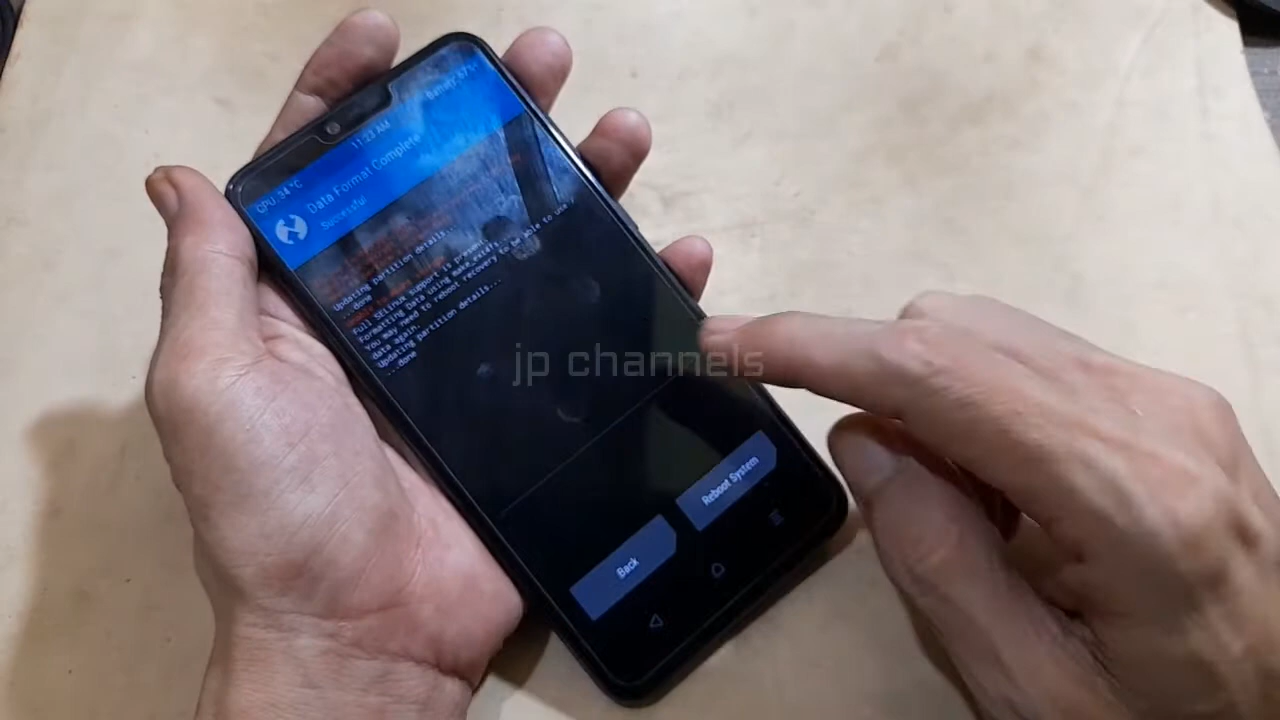 CPU: 34 °C
11:23 AM
Data Format Complete
Successful
Updating partition details...
...done
Full SELinux support is present.
Formatting Data using make_ext4fs...
You may need to reboot recovery to be able to use /
data again.
Updating partition details...
...done
jp channels
Reboot System
Back